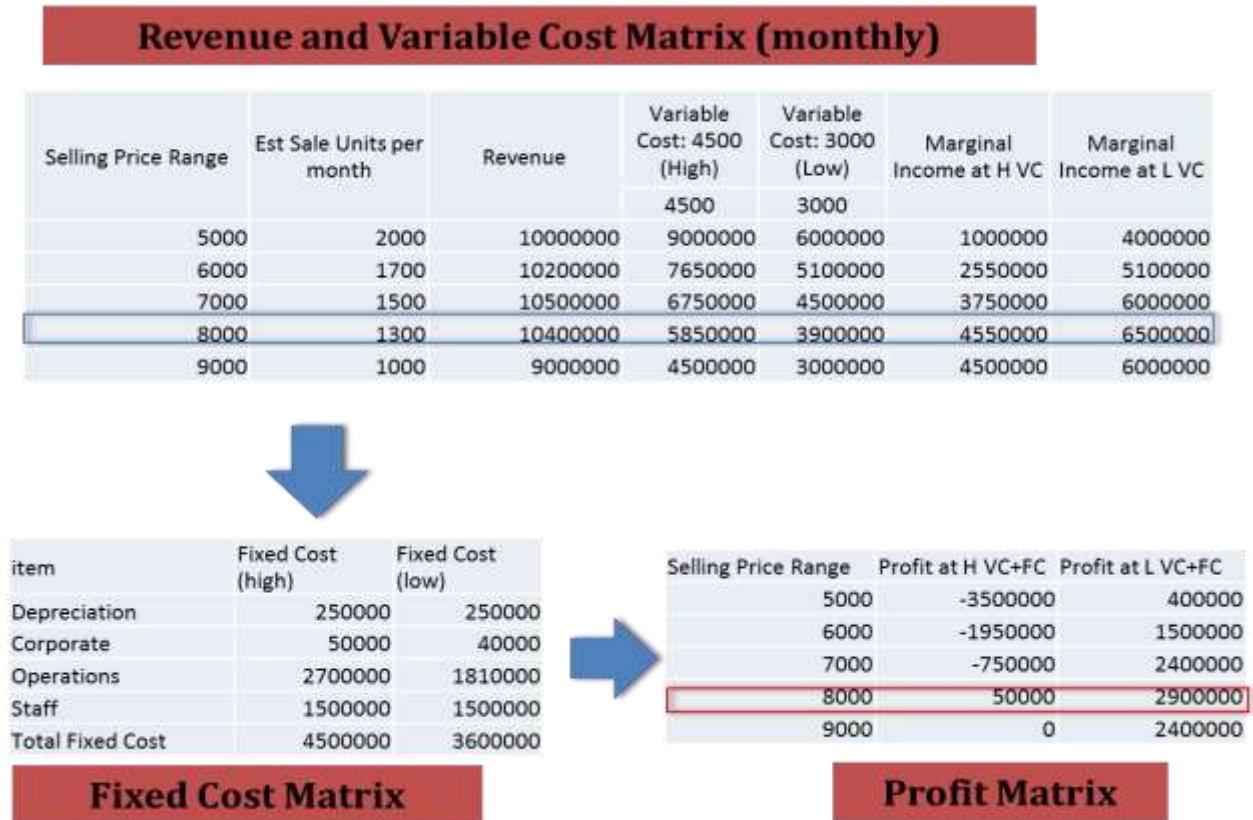 Revenue and Variable Cost Matrix (monthly)
Selling Price Range Est Sale Units per month Revenue Variable Cost: 4500 (High) Variable Cost: 3000 (Low) Marginal Income at H VC Marginal Income at L VC
4500 3000
5000 2000 10000000 9000000 6000000 1000000 4000000
6000 1700 10200000 7650000 5100000 2550000 5100000
7000 1500 10500000 6750000 4500000 3750000 6000000
8000 1300 10400000 5850000 3900000 4550000 6500000
9000 1000 9000000 4500000 3000000 4500000 6000000
item Fixed Cost (high) Fixed Cost (low)
Depreciation 250000 250000
Corporate 50000 40000
Operations 2700000 1810000
Staff 1500000 1500000
Total Fixed Cost 4500000 3600000
Fixed Cost Matrix
Selling Price Range Profit at H VC+FC Profit at L VC+FC
5000 -3500000 400000
6000 -1950000 1500000
7000 -750000 2400000
8000 50000 2900000
9000 0 2400000
Profit Matrix